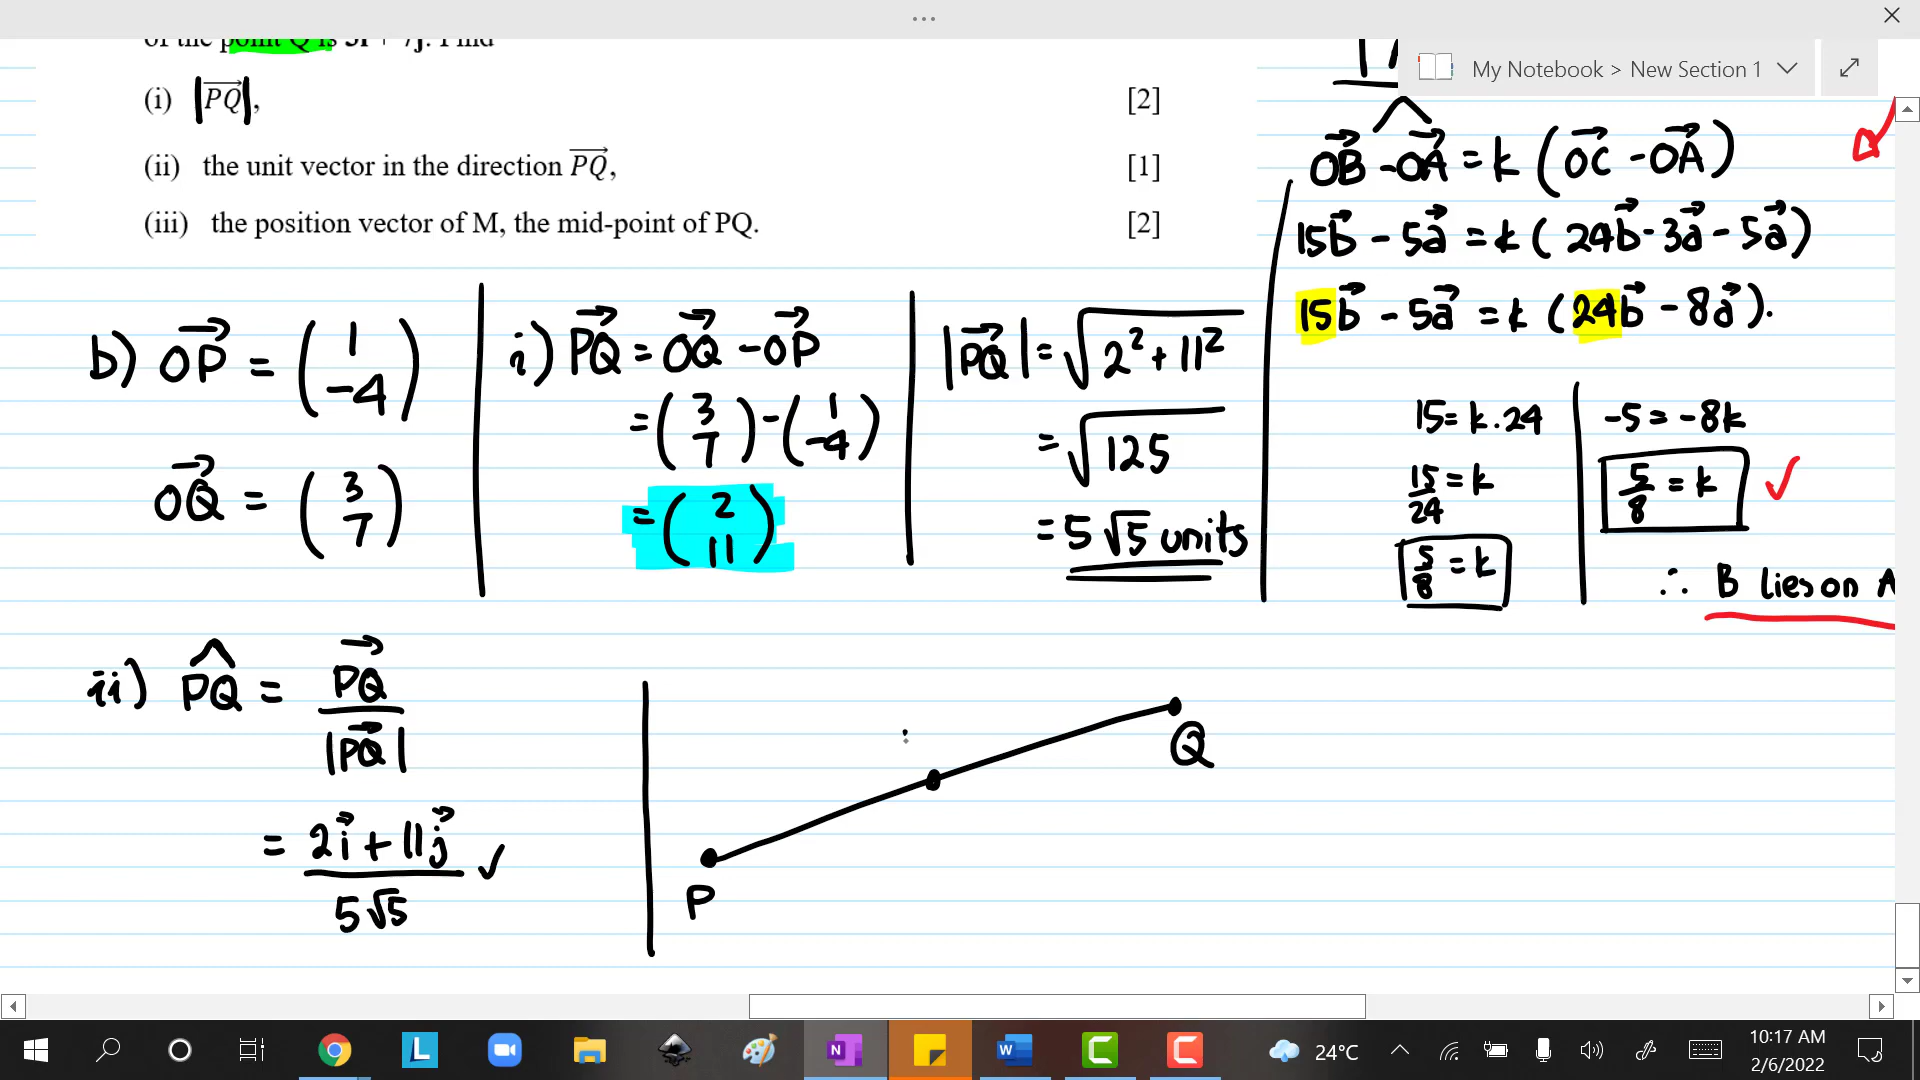 My Notebook > New Section 1
(i) |PQ|, [2]
(ii) the unit vector in the direction PQ, [1]
(iii) the position vector of M, the mid-point of PQ. [2]
OB - OA = k (OC - OA)
15b - 5a = k (24b - 3a - 5a)
15b - 5a = k (24b - 8a).
15 = k . 24
15/24 = k
5/8 = k
-5 = -8k
5/8 = k ✓
∴ B lies on A
b) OP = (1 -4)
OQ = (3 7)
i) PQ = OQ - OP
= (3 7) - (1 -4)
= (2 11)
|PQ| = √2² + 11²
= √125
= 5√5 units
ii) PQ = PQ / |PQ|
= 2i + 11j / 5√5 ✓
P
Q
24°C
10:17 AM
2/6/2022